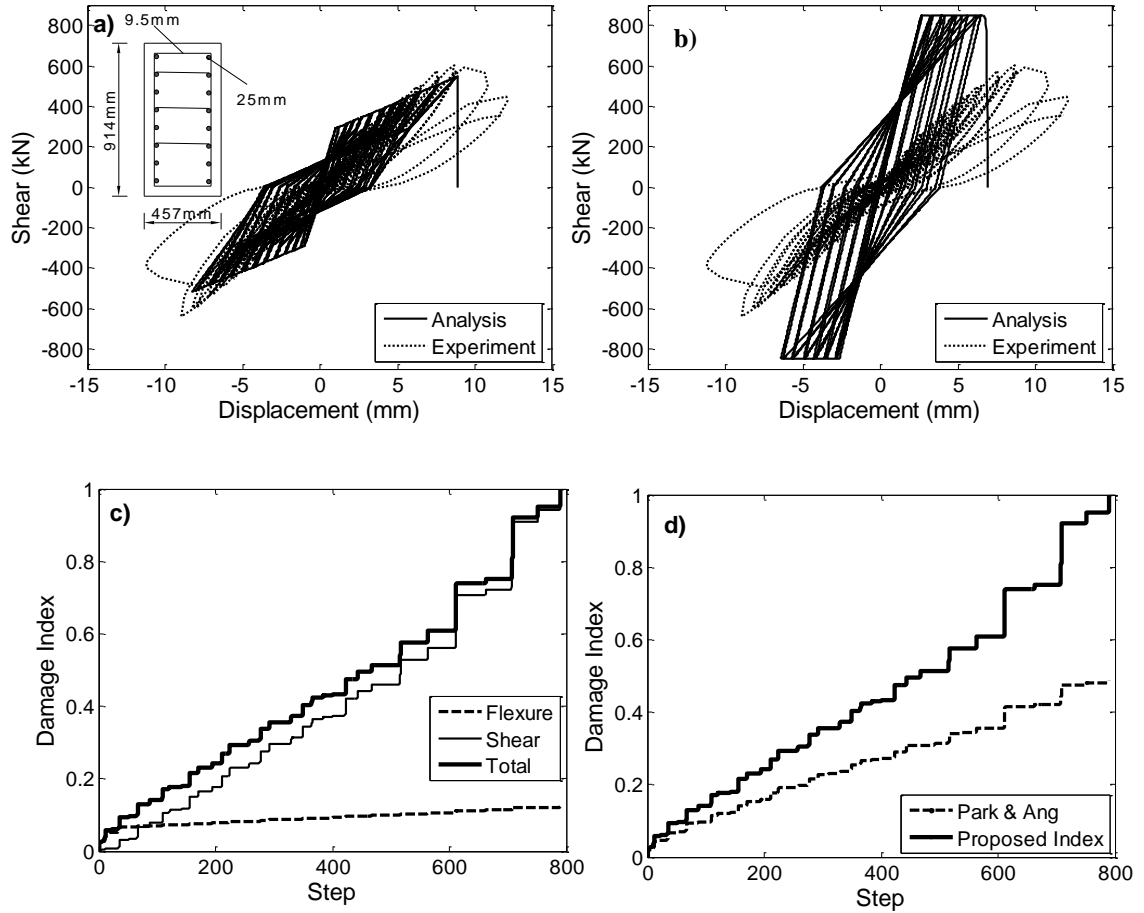 a)
800
600
400
200
0
-200
-400
-600
-800
Shear (kN)
9.5mm
25mm
914mm
457mm
Analysis
Experiment
-15 -10 -5 0 5 10 15
Displacement (mm)
b)
800
600
400
200
0
-200
-400
-600
-800
Shear (kN)
Analysis
Experiment
-15 -10 -5 0 5 10 15
Displacement (mm)
c)
1
0.8
0.6
0.4
0.2
0
Damage Index
Flexure
Shear
Total
0 200 400 600 800
Step
d)
1
0.8
0.6
0.4
0.2
0
Damage Index
Park & Ang
Proposed Index
0 200 400 600 800
Step